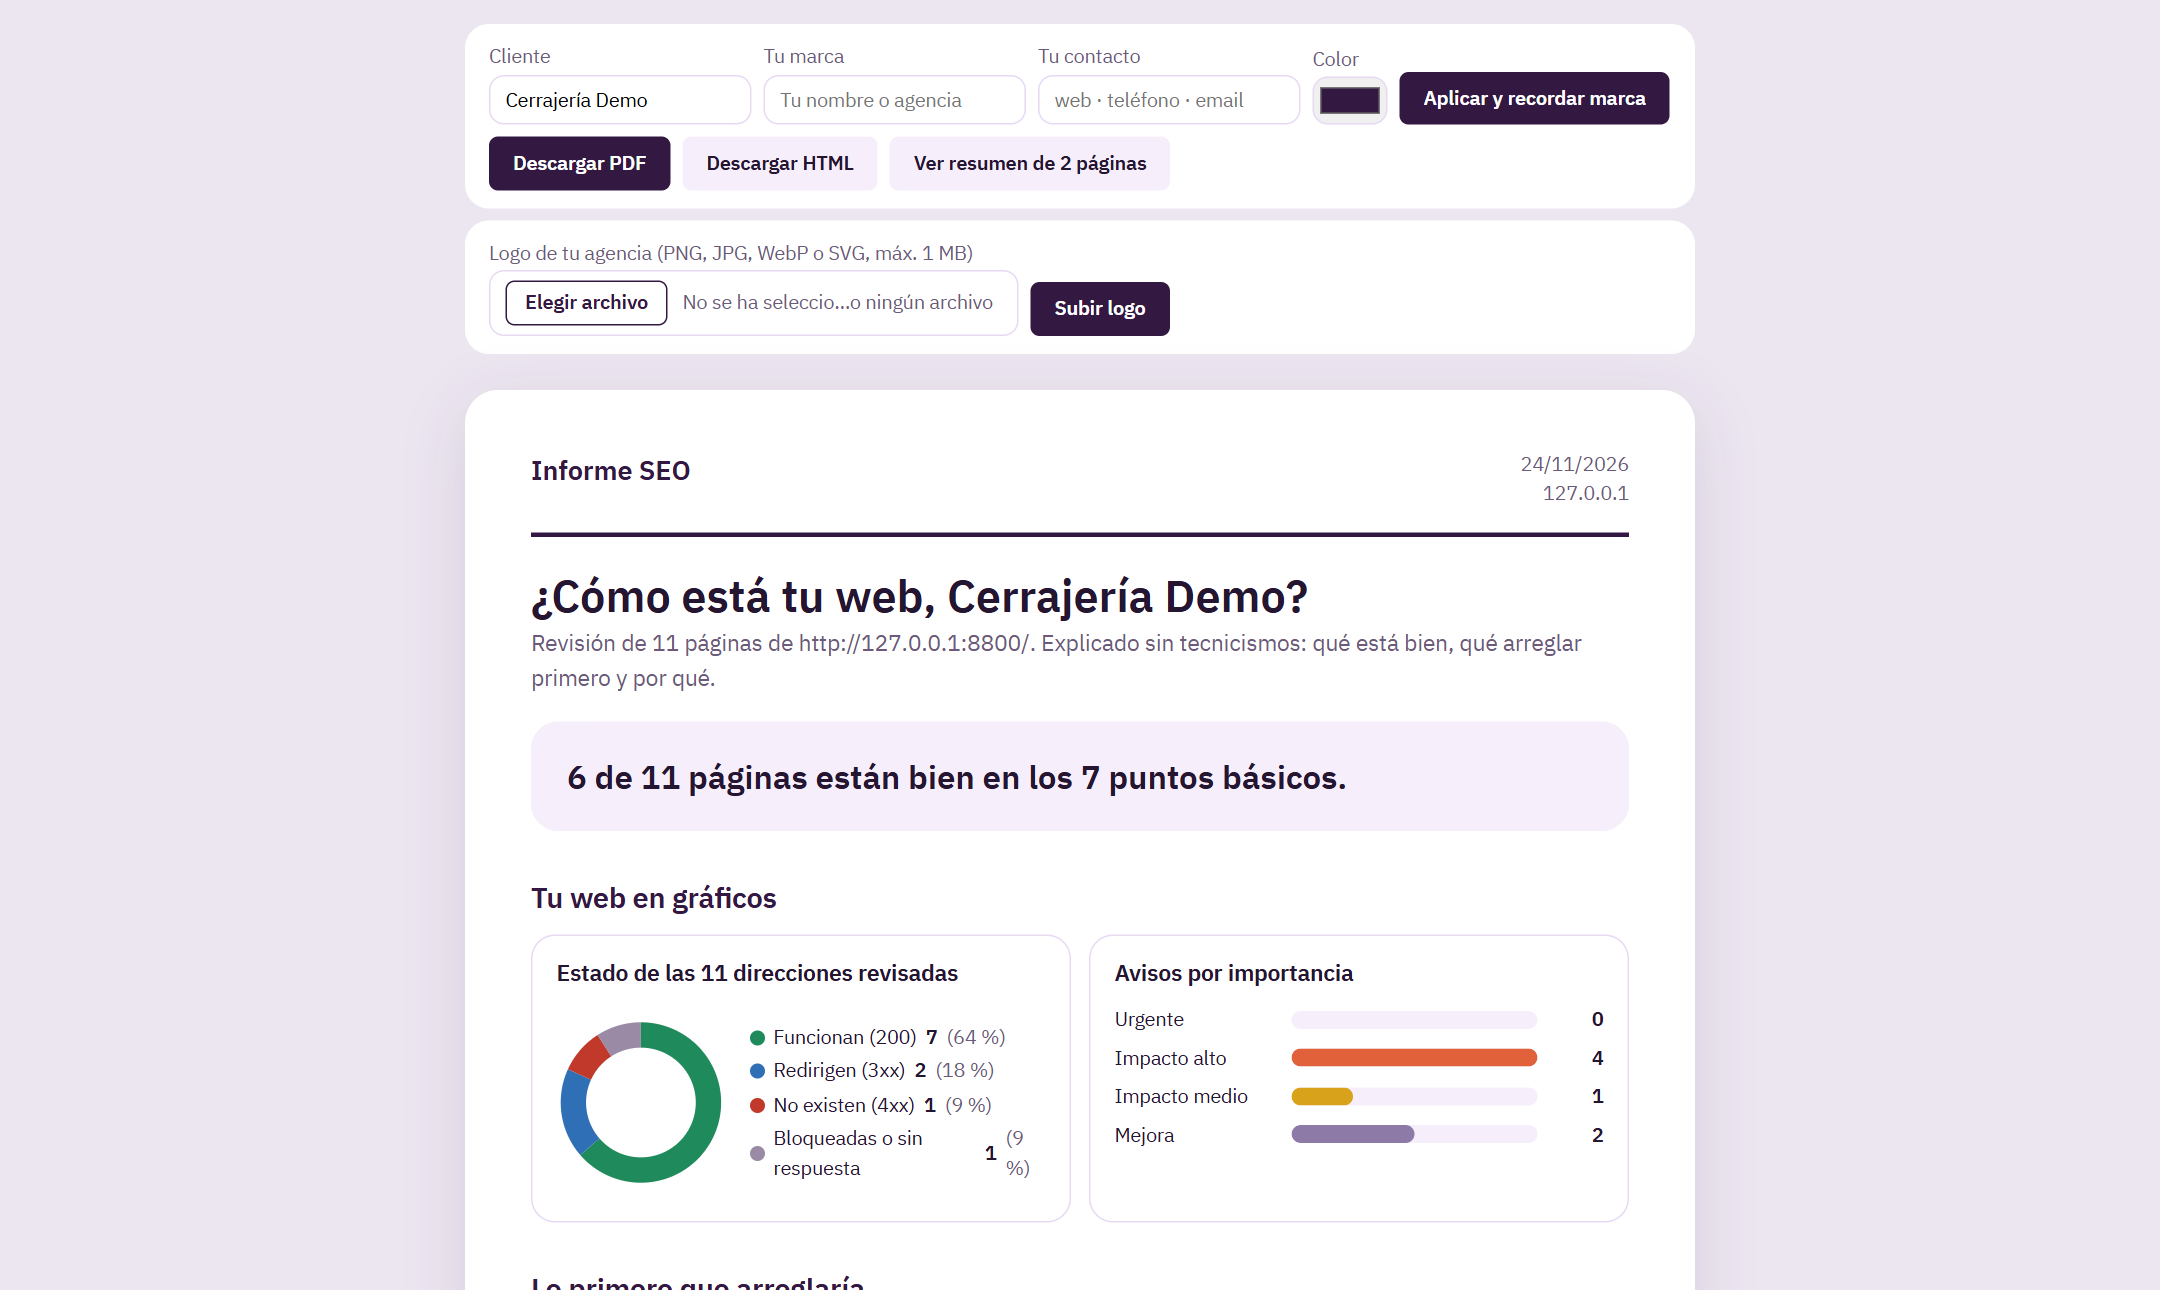 Cliente
Tu marca
Tu contacto
Color
Cerrajería Demo
Tu nombre o agencia
web · teléfono · email
Aplicar y recordar marca
Descargar PDF
Descargar HTML
Ver resumen de 2 páginas
Logo de tu agencia (PNG, JPG, WebP o SVG, máx. 1 MB)
Elegir archivo
No se ha seleccio...o ningún archivo
Subir logo
Informe SEO
24/11/2026
127.0.0.1
¿Cómo está tu web, Cerrajería Demo?
Revisión de 11 páginas de http://127.0.0.1:8800/. Explicado sin tecnicismos: qué está bien, qué arreglar
primero y por qué.
6 de 11 páginas están bien en los 7 puntos básicos.
Tu web en gráficos
Estado de las 11 direcciones revisadas
Funcionan (200) 7 (64 %)
Redirigen (3xx) 2 (18 %)
No existen (4xx) 1 (9 %)
Bloqueadas o sin
respuesta
1
(9
%)
Avisos por importancia
Urgente 0
Impacto alto 4
Impacto medio 1
Mejora 2
Lo primero que arreglaría